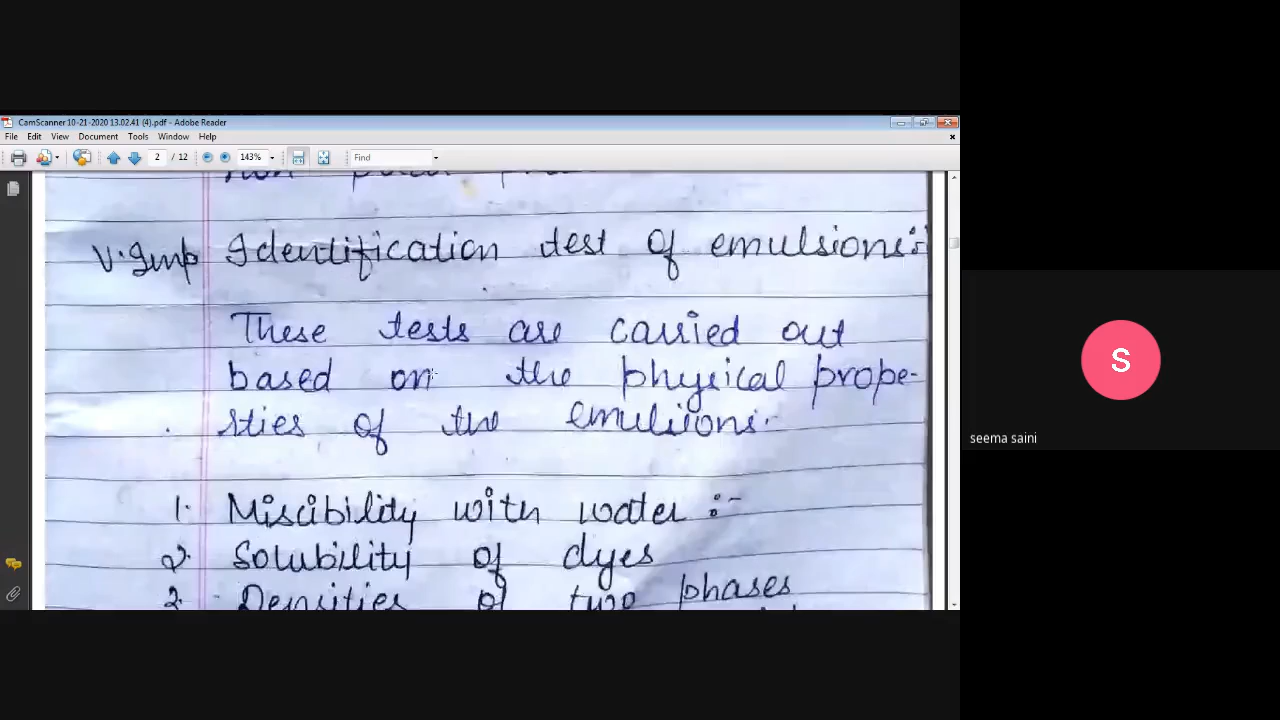 CamScanner 10-21-2020 13.02.41 (4).pdf - Adobe Reader
File Edit View Document Tools Window Help
2 / 12 143% Find
V.Imp Identification test of emulsions:-
These tests are carried out
based on the physical prope-
rties of the emulsions:-
1. Miscibility with water :-
2. Solubility of dyes
3. Densities of two phases
S
seema saini